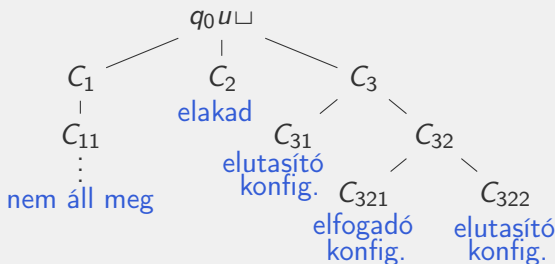 q₀u⊔
C₁ C₂ C₃
elakad
C₁₁ C₃₁ C₃₂
⋮
elutasító
konfig.
nem áll meg
C₃₂₁ C₃₂₂
elfogadó elutasító
konfig. konfig.